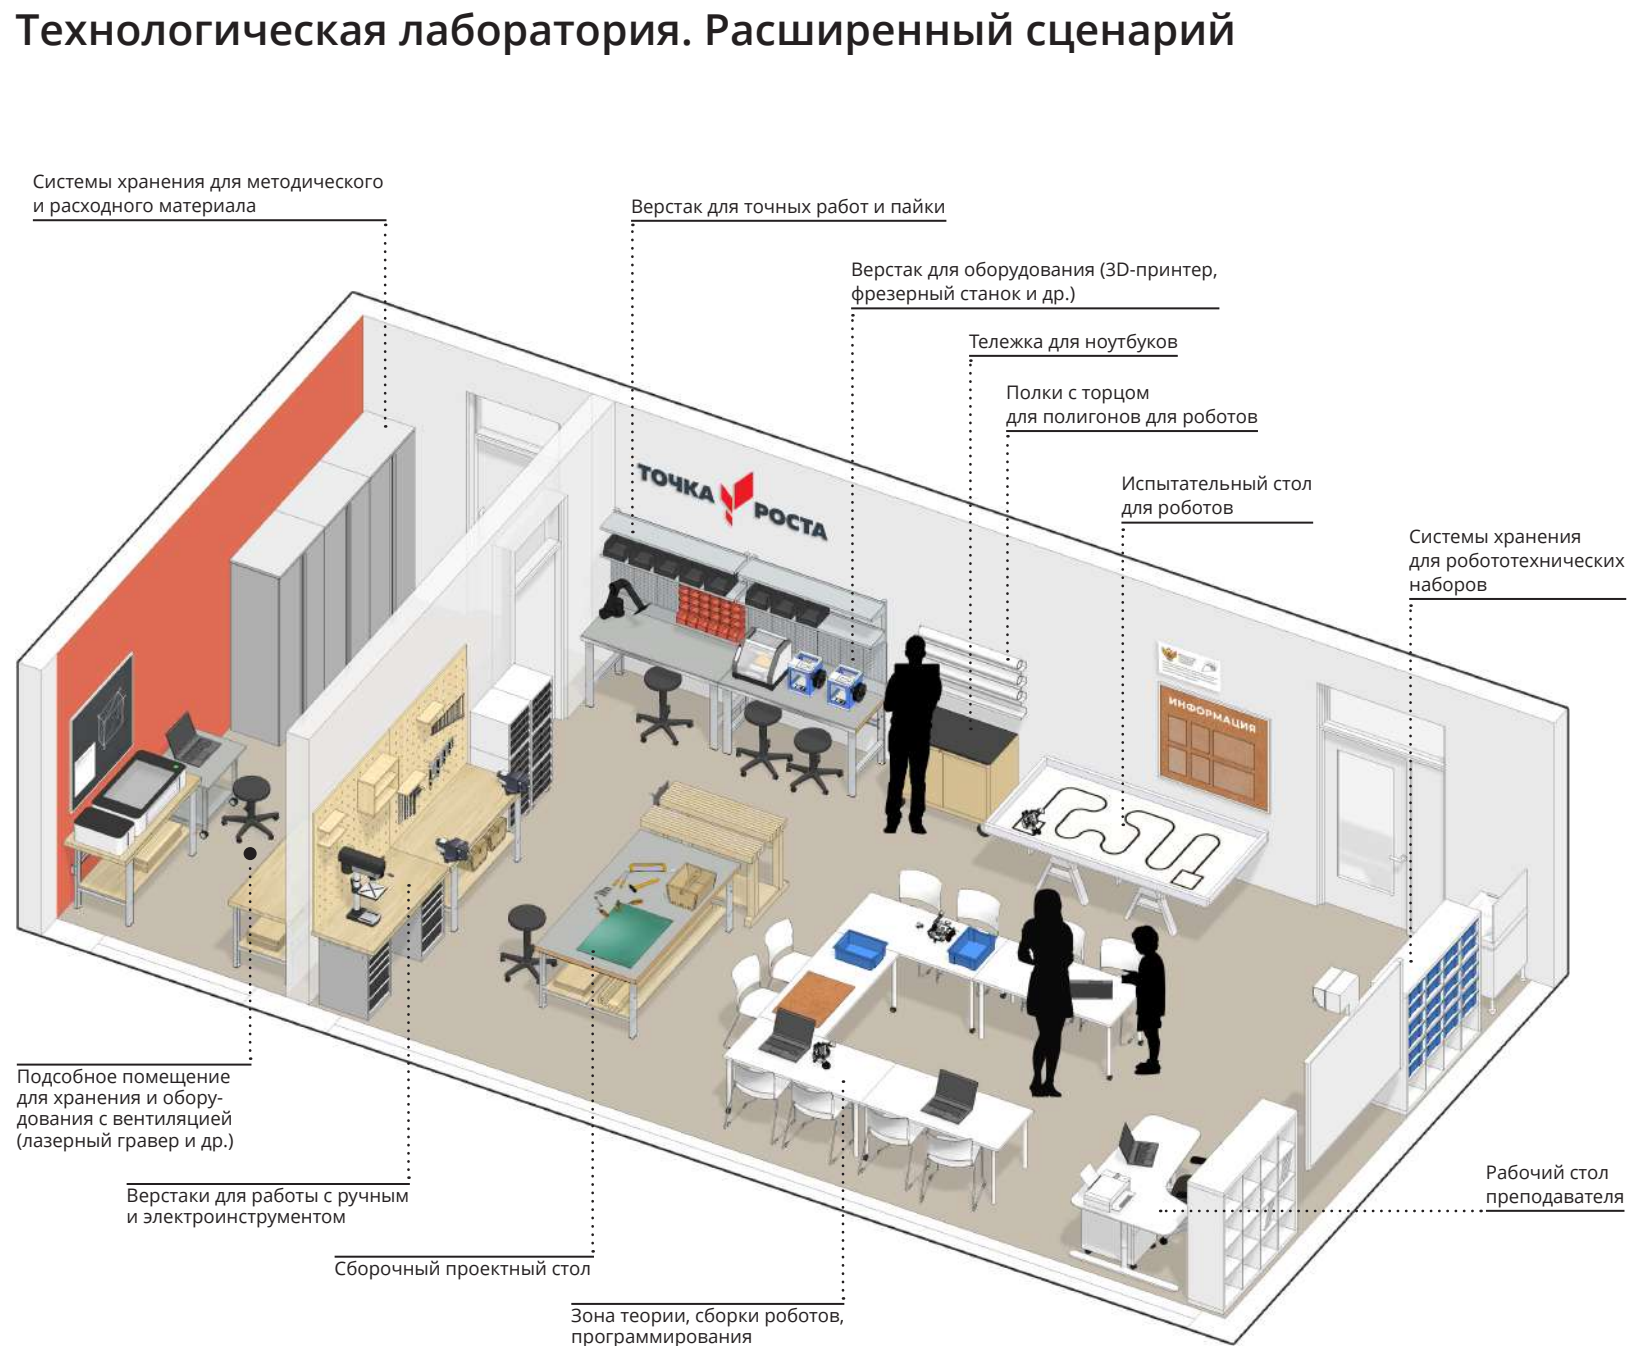 Технологическая лаборатория. Расширенный сценарий
Системы хранения для методического
и расходного материала
Верстак для точных работ и пайки
Верстак для оборудования (3D-принтер,
фрезерный станок и др.)
Тележка для ноутбуков
Полки с торцом
для полигонов для роботов
Испытательный стол
для роботов
Системы хранения
для робототехнических
наборов
ТОЧКА
РОСТА
ИНФОРМАЦИЯ
Подсобное помещение
для хранения и обору-
дования с вентиляцией
(лазерный гравер и др.)
Верстаки для работы с ручным
и электроинструментом
Сборочный проектный стол
Зона теории, сборки роботов,
программирования
Рабочий стол
преподавателя